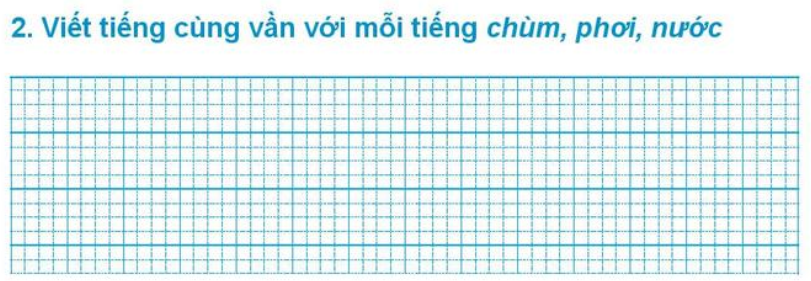 2. Viết tiếng cùng vần với mỗi tiếng chùm, phơi, nước